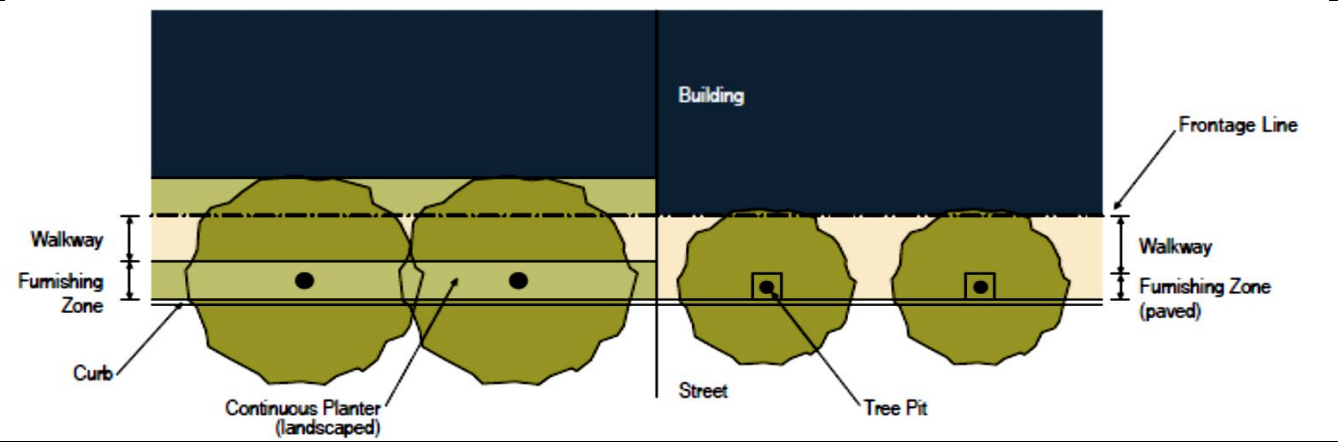 Building
Frontage Line
Walkway
Furnishing
Zone
Walkway
Furnishing Zone
(paved)
Curb
Continuous Planter
(landscaped)
Street
Tree Pit